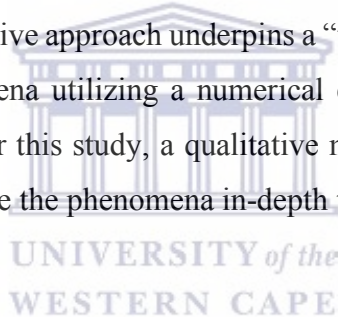 ive approach underpins a “
ena utilizing a numerical
r this study, a qualitative
e the phenomena in-depth
UNIVERSITY of the
WESTERN CAPE